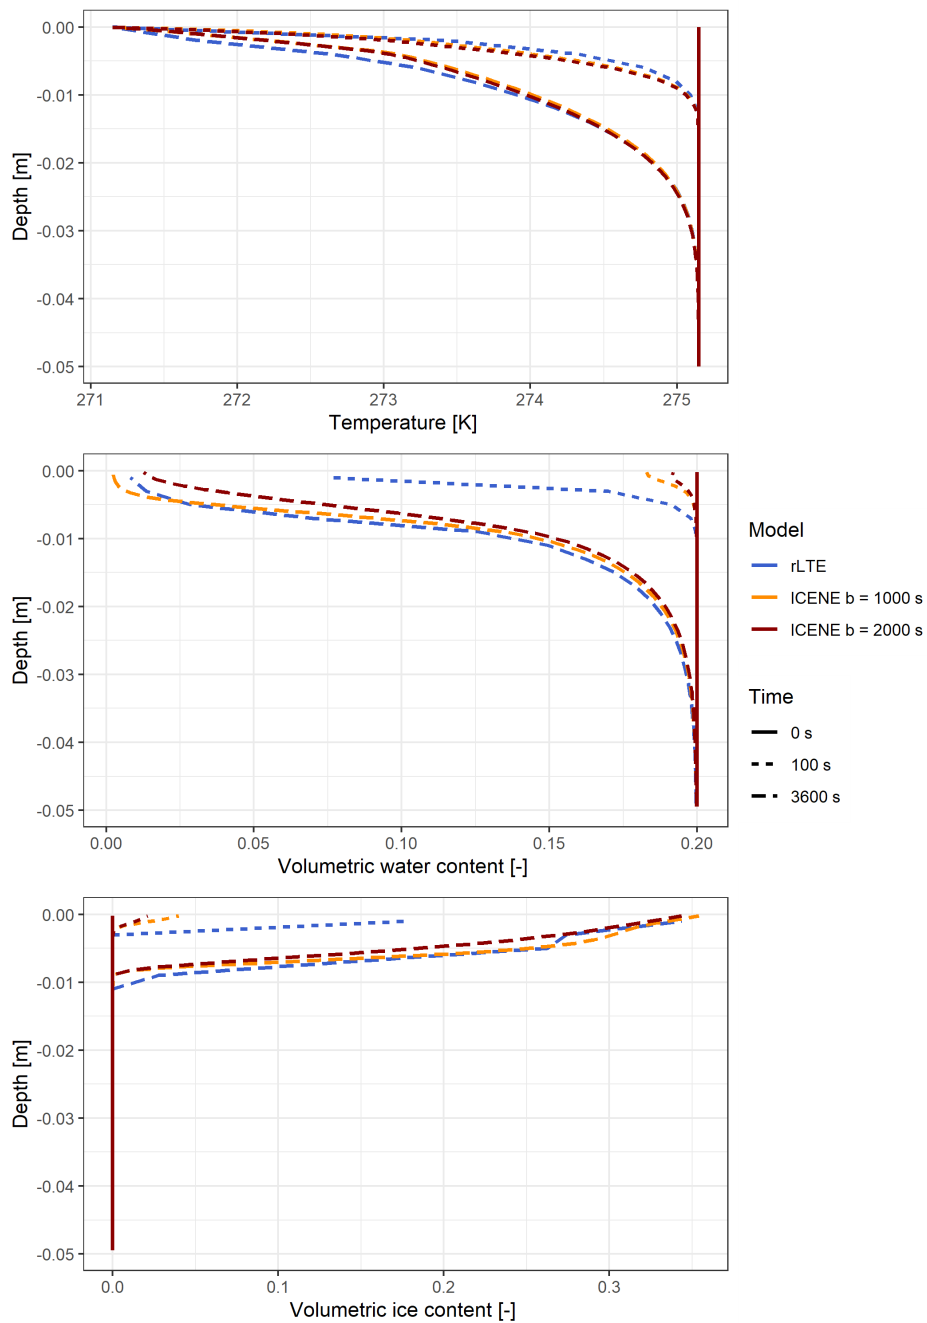 0.00
-0.01
-0.02
-0.03
-0.04
-0.05
Depth [m]
271 272 273 274 275
Temperature [K]
0.00
-0.01
-0.02
-0.03
-0.04
-0.05
Depth [m]
0.00 0.05 0.10 0.15 0.20
Volumetric water content [-]
Model
rLTE
ICENE b = 1000 s
ICENE b = 2000 s
Time
0 s
100 s
3600 s
0.00
-0.01
-0.02
-0.03
-0.04
-0.05
Depth [m]
0.0 0.1 0.2 0.3
Volumetric ice content [-]